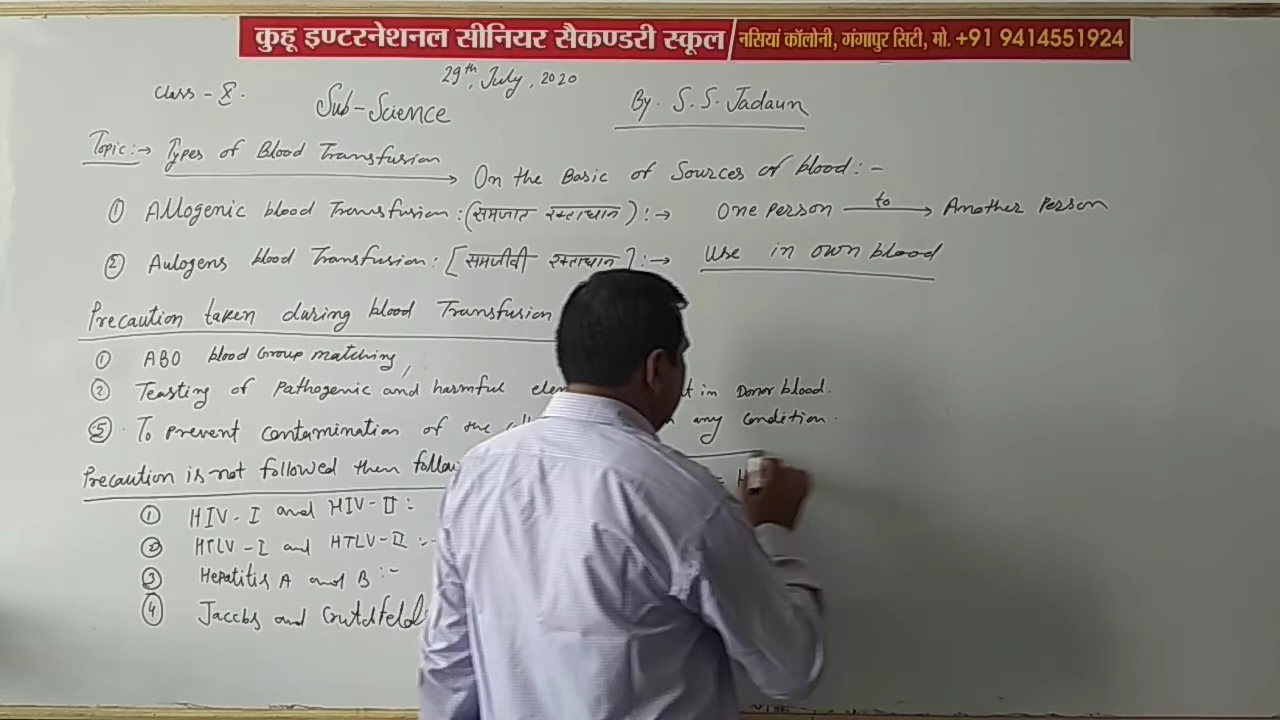 कुहू इण्टरनेशनल सीनियर सैकण्डरी स्कूल / नसियां कॉलोनी, गंगापुर सिटी, मो. +91 9414551924
29th, July, 2020
Class - X. Sub-Science By. S. S. Jadaun
Topic:→ Types of Blood Transfusion → On the Basic of Sources of blood:-
① Allogenic blood Transfusion: (समजात रक्ताधान):→ One Person to → Another Person
② Aulogens blood Transfusion: [समजीवी रक्ताधान]:→ Use in own blood
Precaution taken during blood Transfusion
① ABO blood Group matching,
② Teasting of Pathogenic and harmful in Donor blood.
③ To prevent contamination of the any Condition.
Precaution is not followed then
① HIV-I and HIV-II:
② HTLV-I and HTLV-II:-
③ Hepatitis A and B:-
④ Jaccbs and